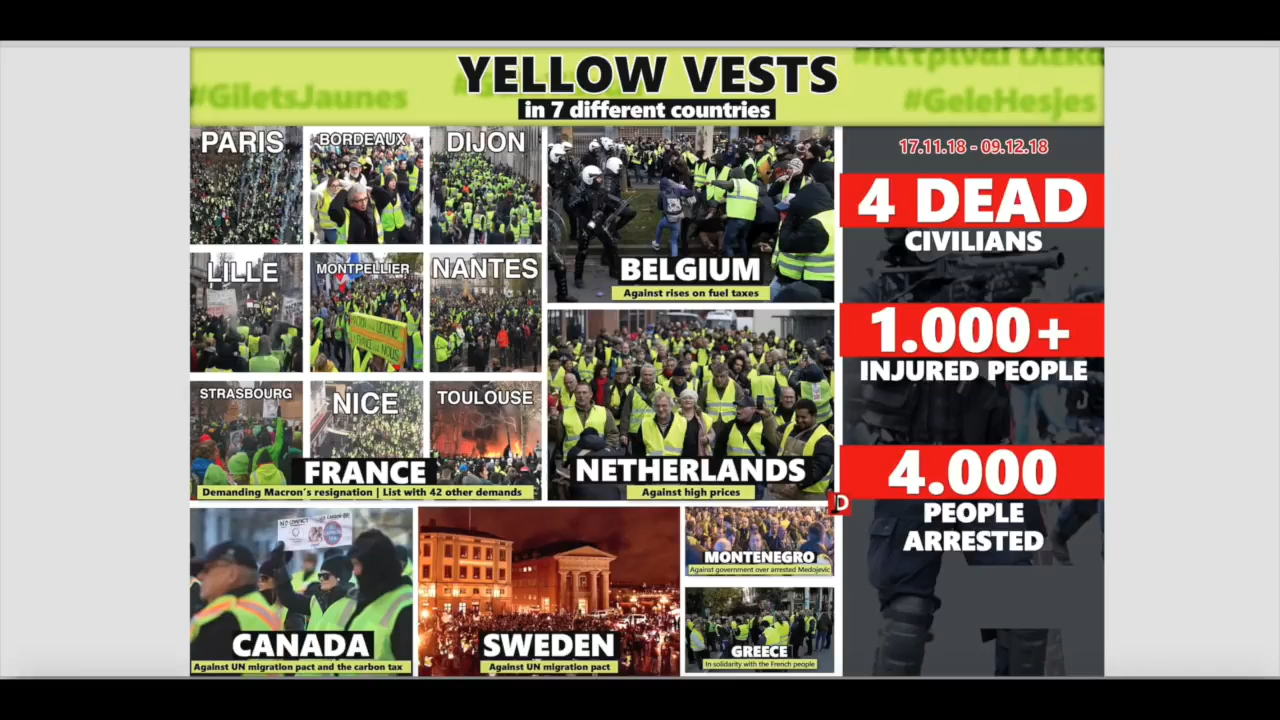 YELLOW VESTS
in 7 different countries
#GiletsJaunes
#GeleHesjes
PARIS
BORDEAUX
DIJON
LILLE
MONTPELLIER
NANTES
STRASBOURG
NICE
TOULOUSE
FRANCE
Demanding Macron's resignation | List with 42 other demands
BELGIUM
Against rises on fuel taxes
NETHERLANDS
Against high prices
CANADA
Against UN migration pact and the carbon tax
SWEDEN
Against UN migration pact
MONTENEGRO
Against government over arrested Medojevic
GREECE
In solidarity with the French people
17.11.18 - 09.12.18
4 DEAD
CIVILIANS
1.000+
INJURED PEOPLE
4.000
PEOPLE
ARRESTED
D